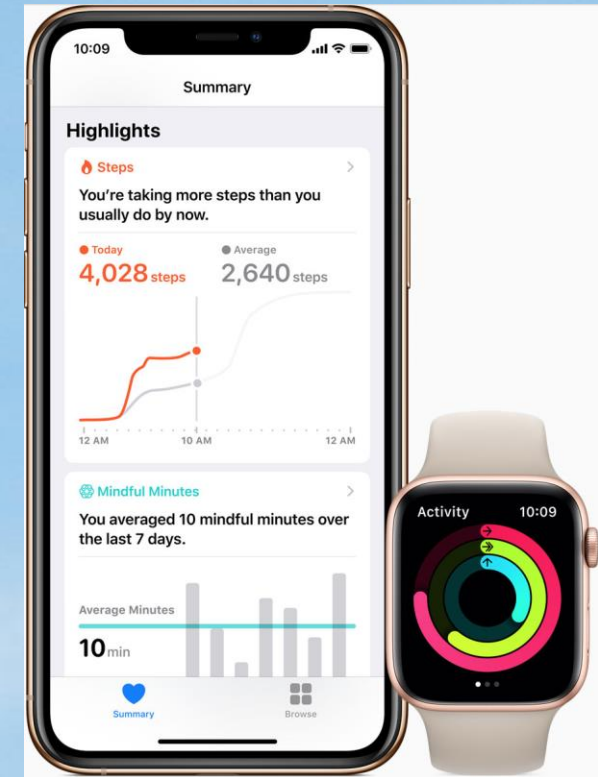 10:09
Summary
Highlights
Steps
You're taking more steps than you
usually do by now.
Today
Average
4,028 steps
2,640 steps
12 AM
10 AM
12 AM
Mindful Minutes
You averaged 10 mindful minutes over
the last 7 days.
Average Minutes
10 min
Summary
Browse
Activity
10:09